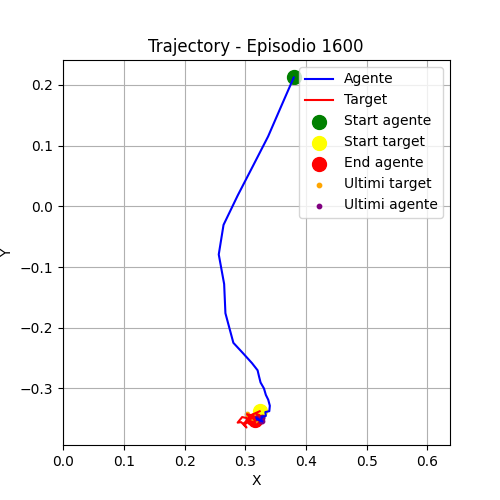 Trajectory - Episodio 1600
Agente
Target
Start agente
Start target
End agente
Ultimi target
Ultimi agente
0.2
0.1
0.0
−0.1
−0.2
−0.3
Y
0.0 0.1 0.2 0.3 0.4 0.5 0.6
X